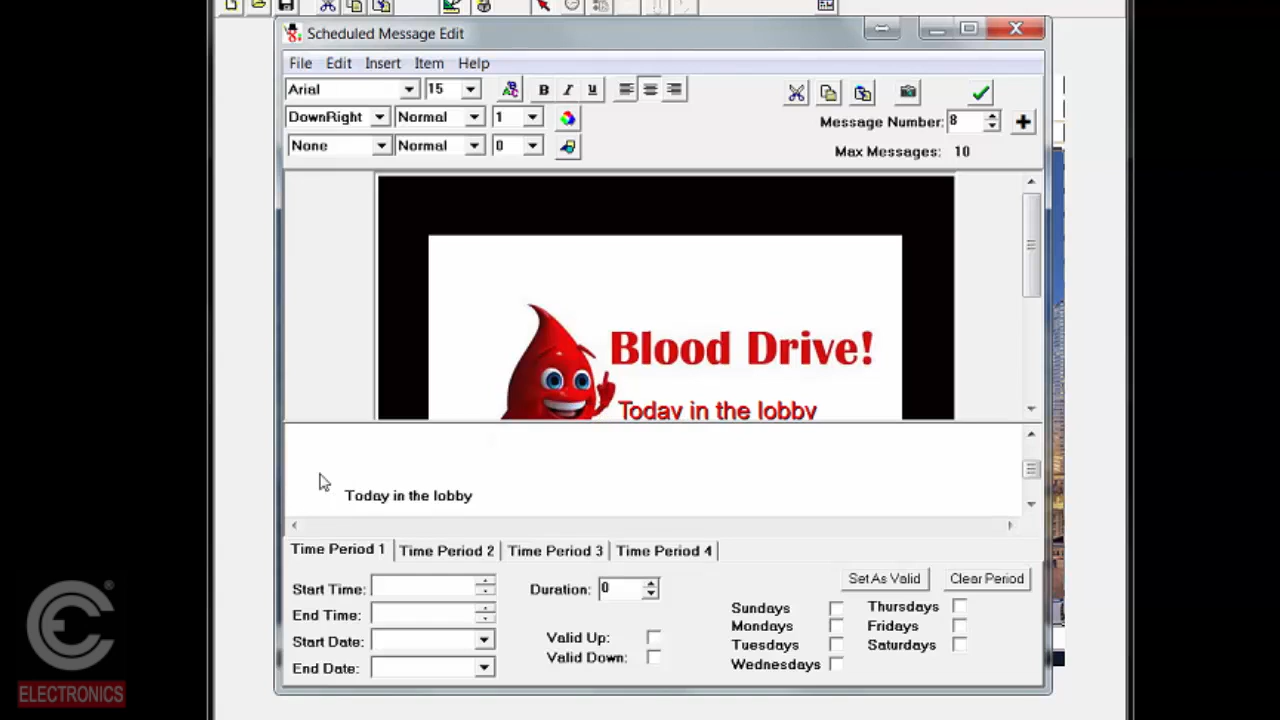 Scheduled Message Edit
File Edit Insert Item Help
Arial 15 ABC B I U
DownRight Normal 1 Message Number: 8
None Normal 0 Max Messages: 10
Blood Drive!
Today in the lobby
Today in the lobby
Time Period 1 Time Period 2 Time Period 3 Time Period 4
Start Time: Duration: 0 Set As Valid Clear Period
End Time: Sundays Thursdays
Start Date: Valid Up: Mondays Fridays
End Date: Valid Down: Tuesdays Saturdays
Wednesdays
CEC ®
ELECTRONICS